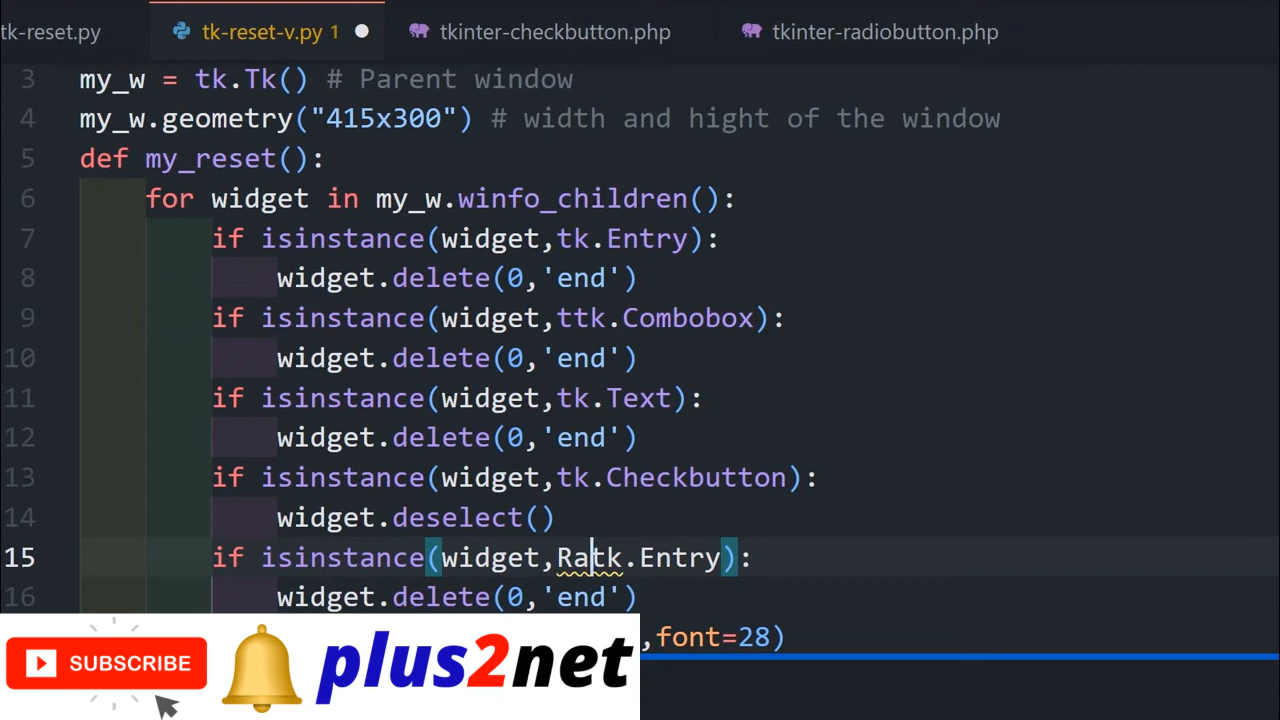 tk-reset.py tk-reset-v.py 1 tkinter-checkbutton.php tkinter-radiobutton.php
3 my_w = tk.Tk() # Parent window
4 my_w.geometry("415x300") # width and hight of the window
5 def my_reset():
6 for widget in my_w.winfo_children():
7 if isinstance(widget,tk.Entry):
8 widget.delete(0,'end')
9 if isinstance(widget,ttk.Combobox):
10 widget.delete(0,'end')
11 if isinstance(widget,tk.Text):
12 widget.delete(0,'end')
13 if isinstance(widget,tk.Checkbutton):
14 widget.deselect()
15 if isinstance(widget,Ratk.Entry):
16 widget.delete(0,'end')
,font=28)
SUBSCRIBE
plus2net